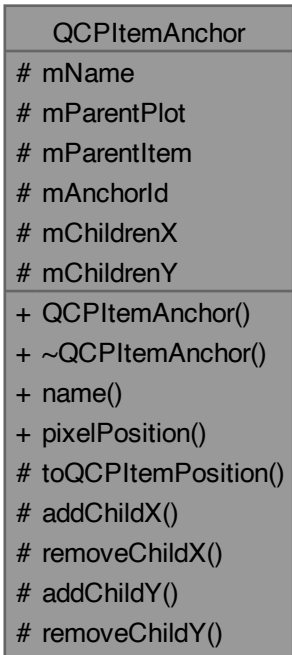 QCPItemAnchor
# mName
# mParentPlot
# mParentItem
# mAnchorId
# mChildrenX
# mChildrenY
+ QCPItemAnchor()
+ ~QCPItemAnchor()
+ name()
+ pixelPosition()
# toQCPItemPosition()
# addChildX()
# removeChildX()
# addChildY()
# removeChildY()